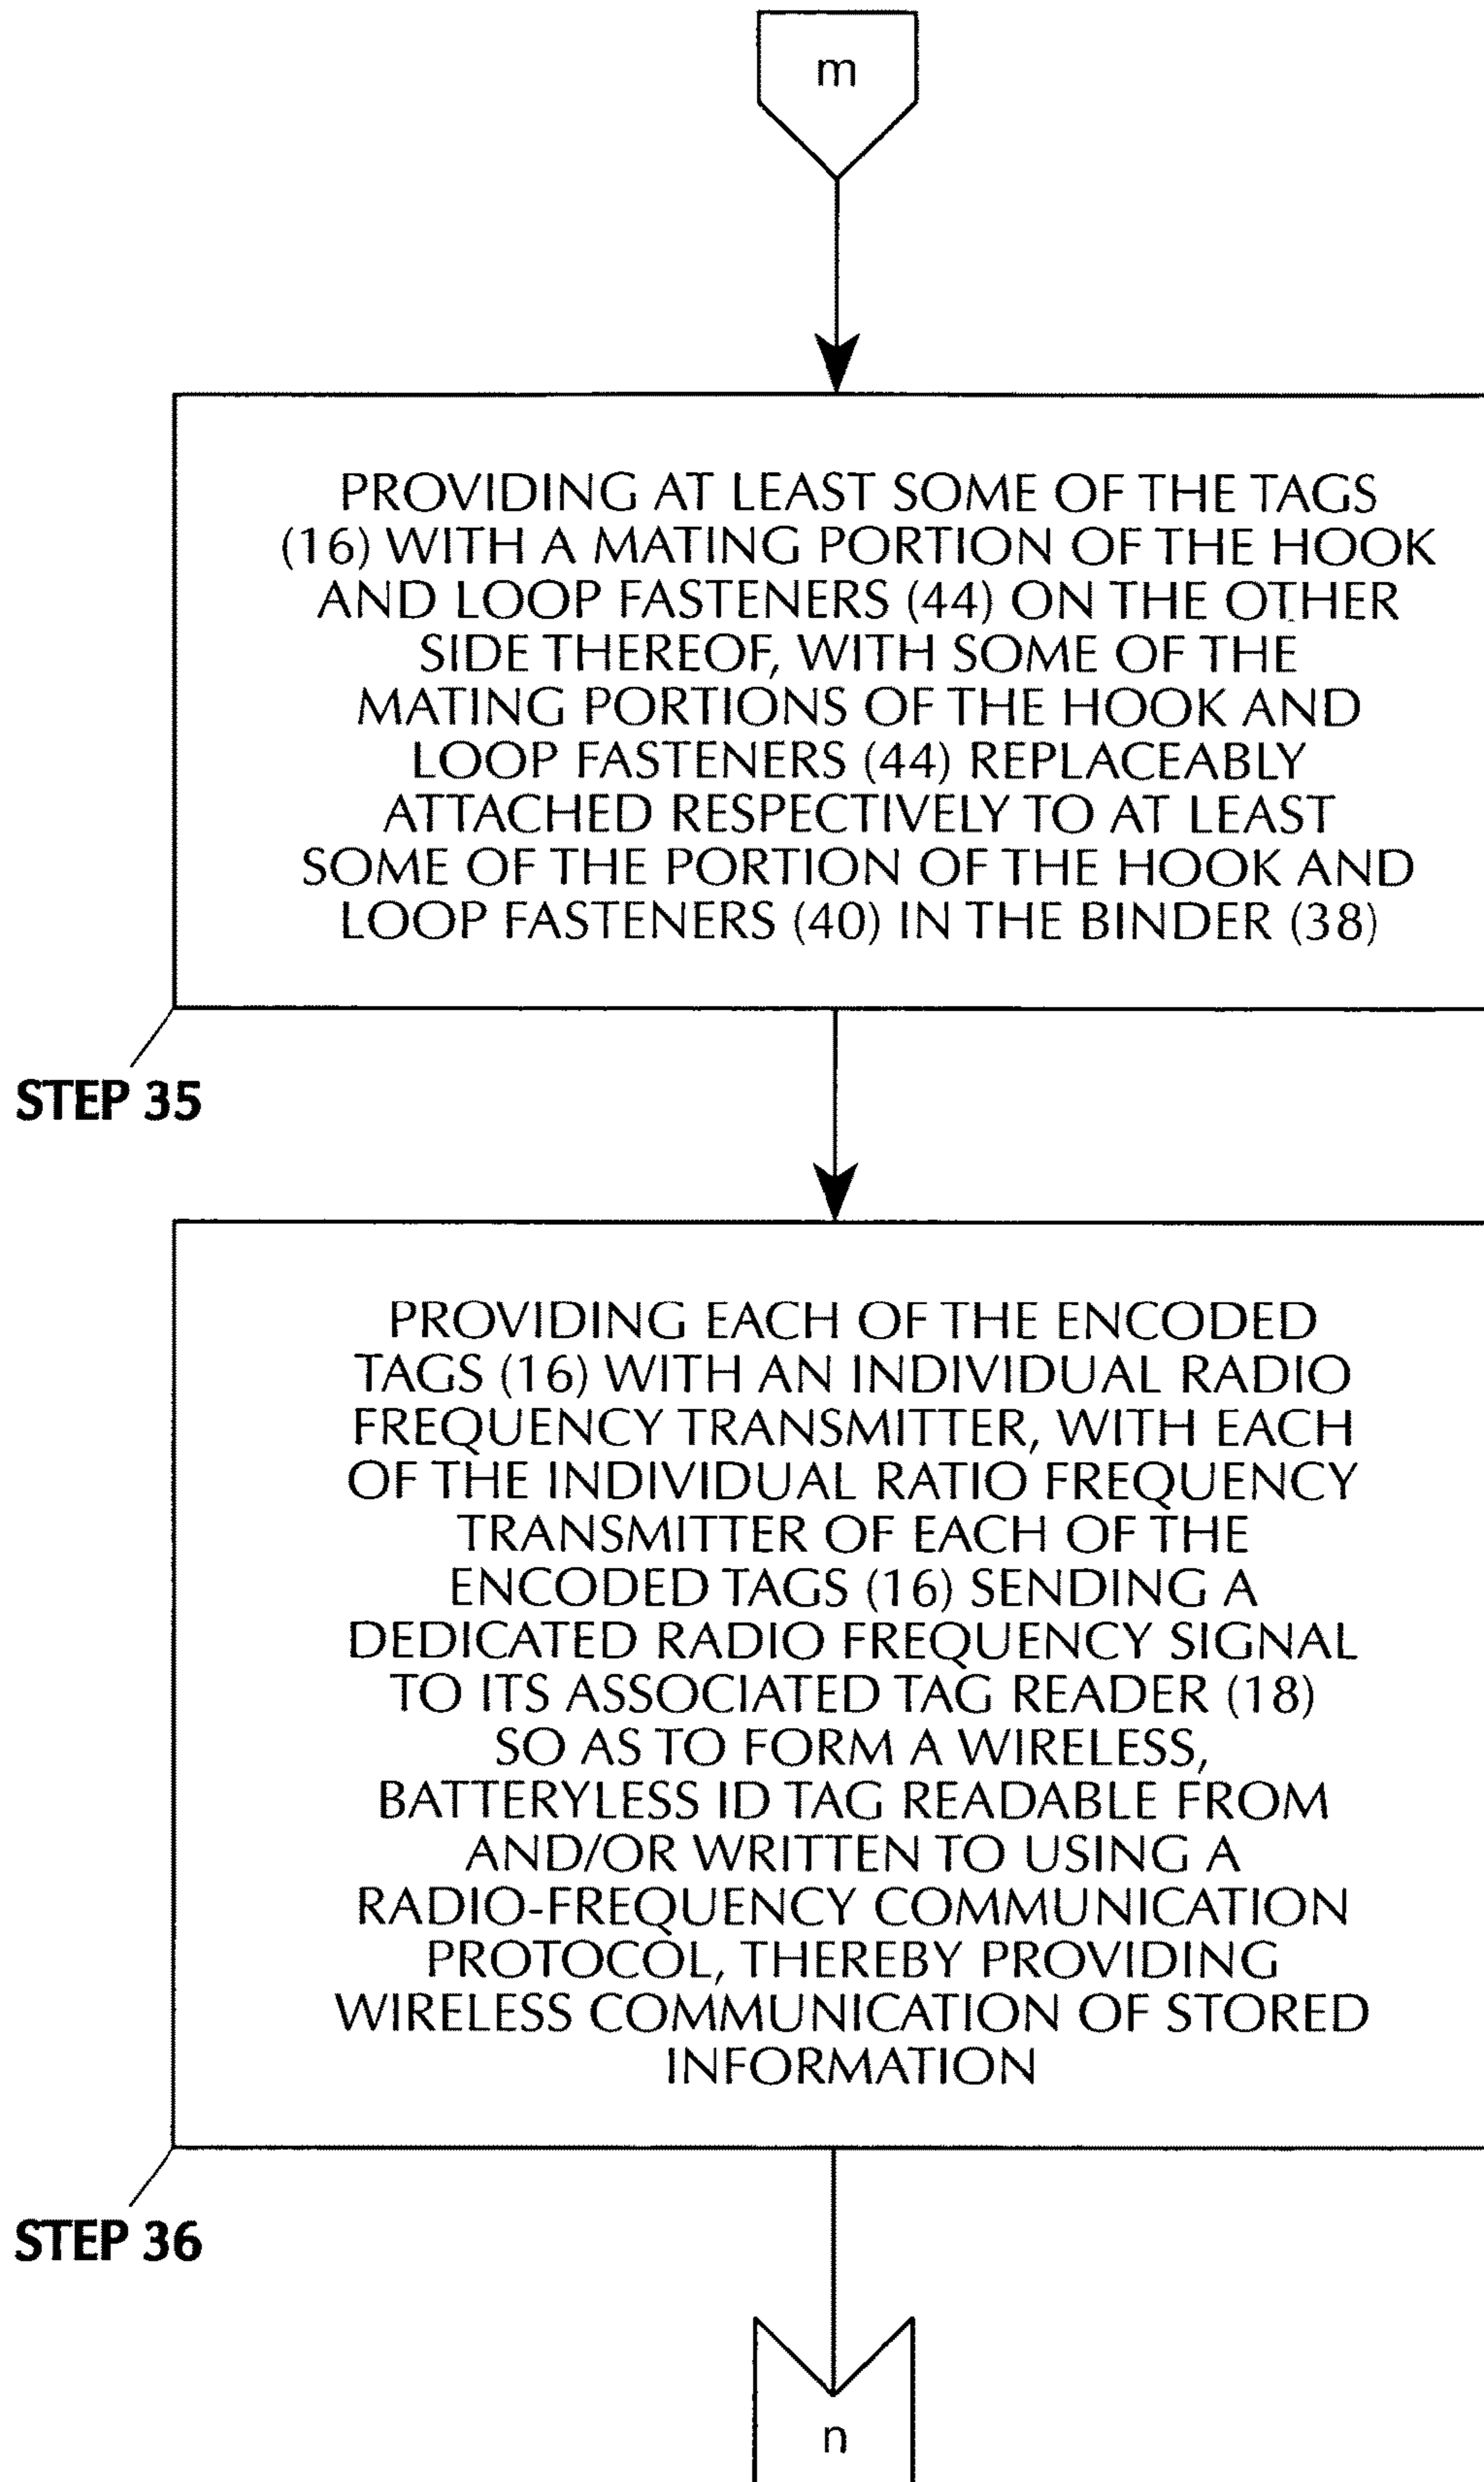 m
PROVIDING AT LEAST SOME OF THE TAGS
(16) WITH A MATING PORTION OF THE HOOK
AND LOOP FASTENERS (44) ON THE OTHER
SIDE THEREOF, WITH SOME OF THE
MATING PORTIONS OF THE HOOK AND
LOOP FASTENERS (44) REPLACEABLY
ATTACHED RESPECTIVELY TO AT LEAST
SOME OF THE PORTION OF THE HOOK AND
LOOP FASTENERS (40) IN THE BINDER (38)
STEP 35
PROVIDING EACH OF THE ENCODED
TAGS (16) WITH AN INDIVIDUAL RADIO
FREQUENCY TRANSMITTER, WITH EACH
OF THE INDIVIDUAL RATIO FREQUENCY
TRANSMITTER OF EACH OF THE
ENCODED TAGS (16) SENDING A
DEDICATED RADIO FREQUENCY SIGNAL
TO ITS ASSOCIATED TAG READER (18)
SO AS TO FORM A WIRELESS,
BATTERYLESS ID TAG READABLE FROM
AND/OR WRITTEN TO USING A
RADIO-FREQUENCY COMMUNICATION
PROTOCOL, THEREBY PROVIDING
WIRELESS COMMUNICATION OF STORED
INFORMATION
STEP 36
n